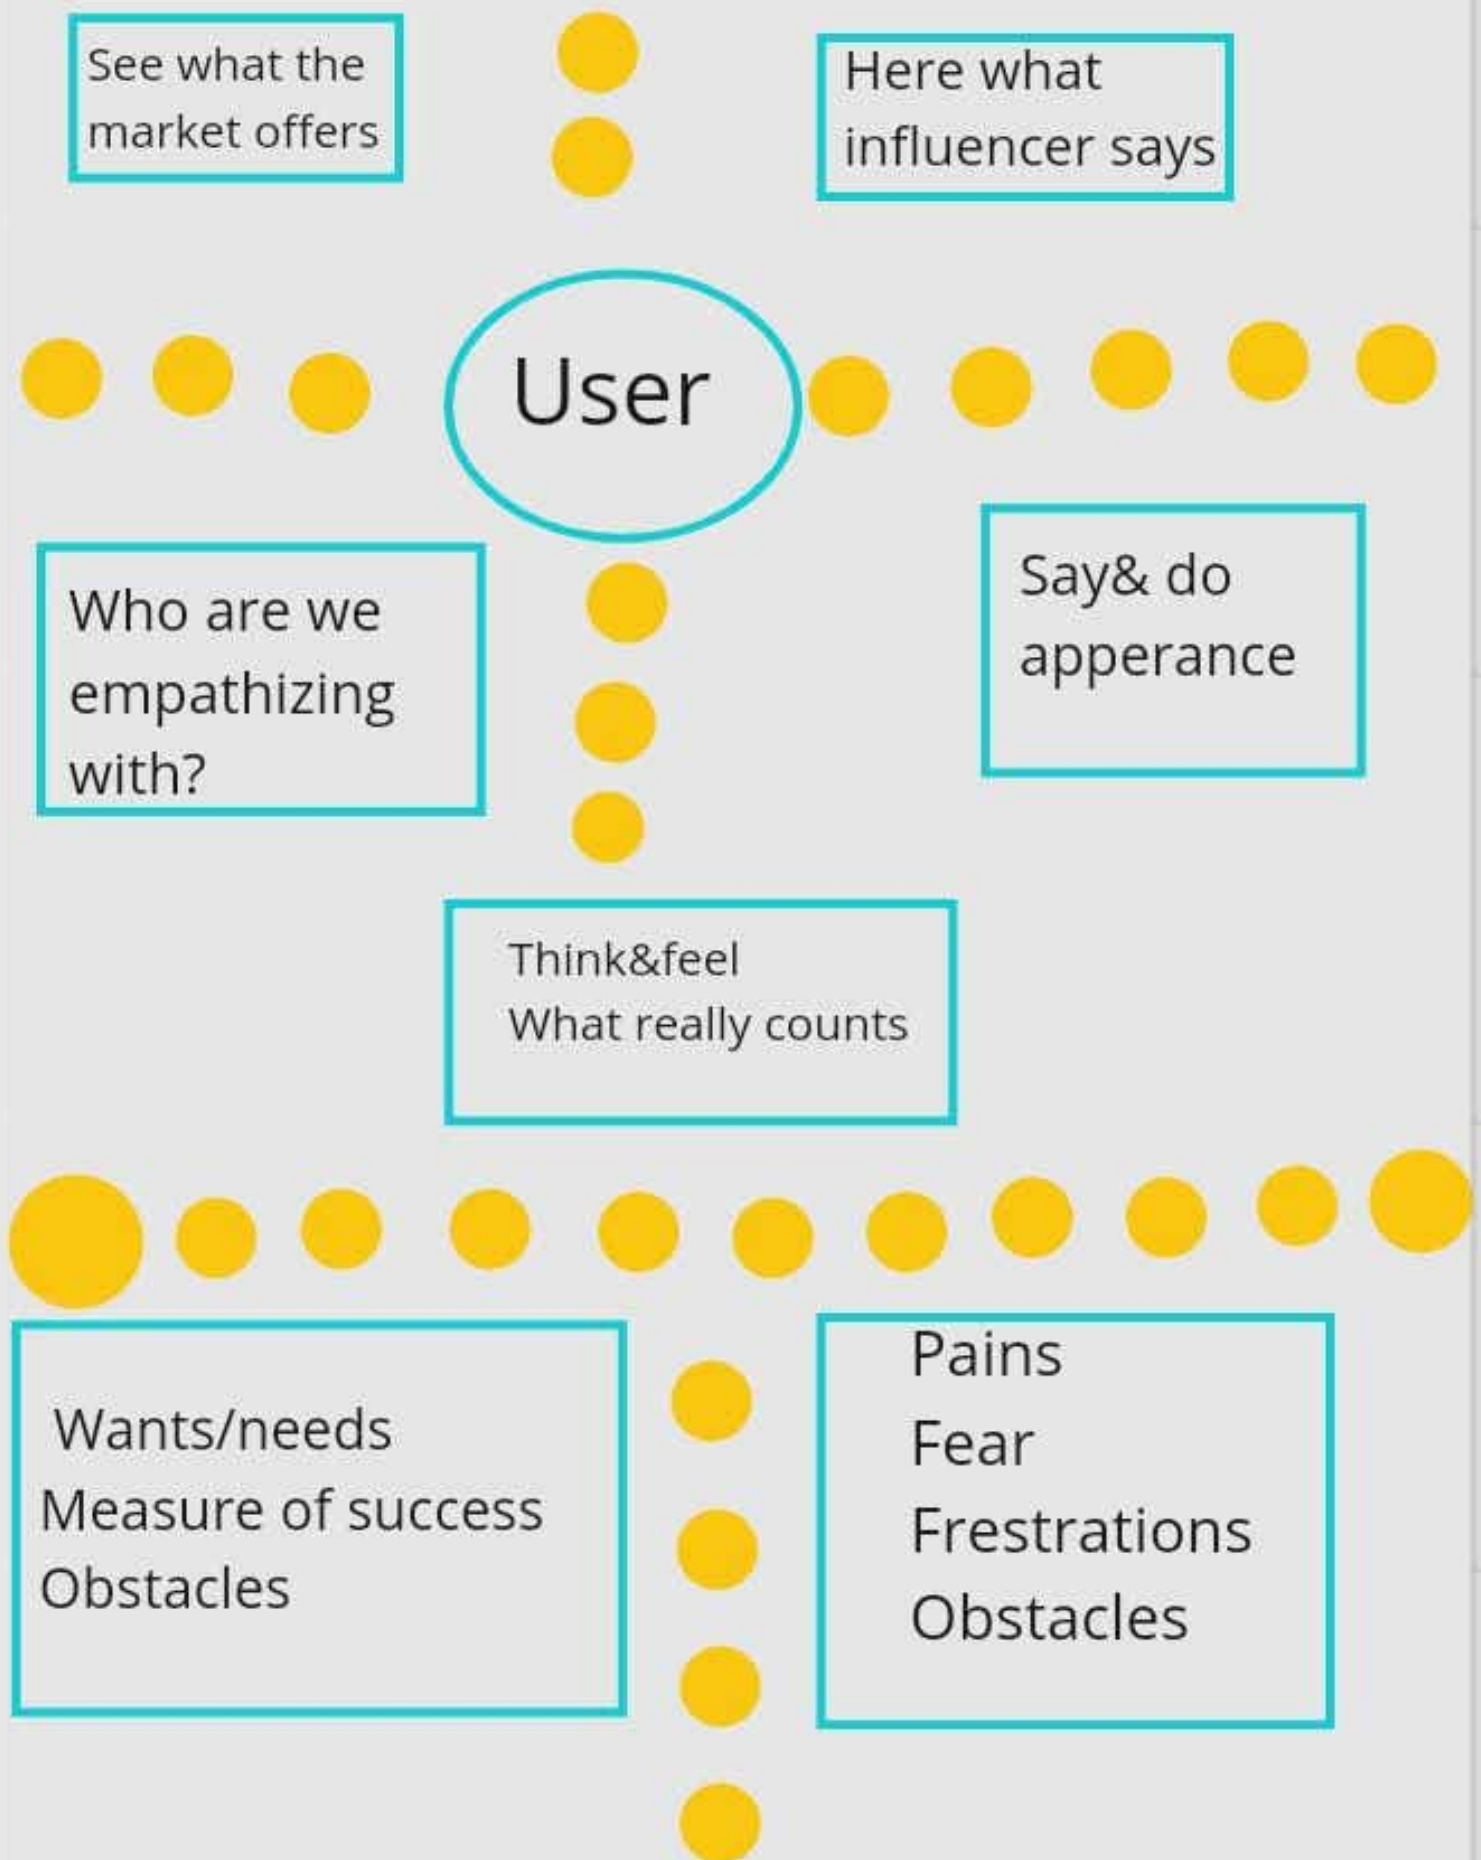 See what the
market offers
Here what
influencer says
User
Who are we
empathizing
with?
Say& do
apperance
Think&feel
What really counts
Wants/needs
Measure of success
Obstacles
Pains
Fear
Frestrations
Obstacles